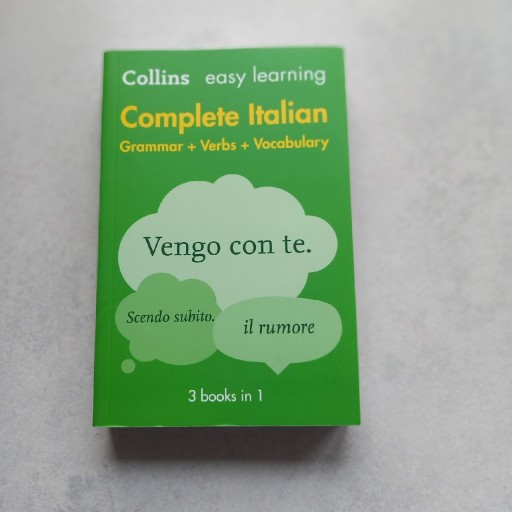 Collins easy learning
Complete Italian
Grammar + Verbs + Vocabulary
Vengo con te.
Scendo subito.
il rumore
3 books in 1